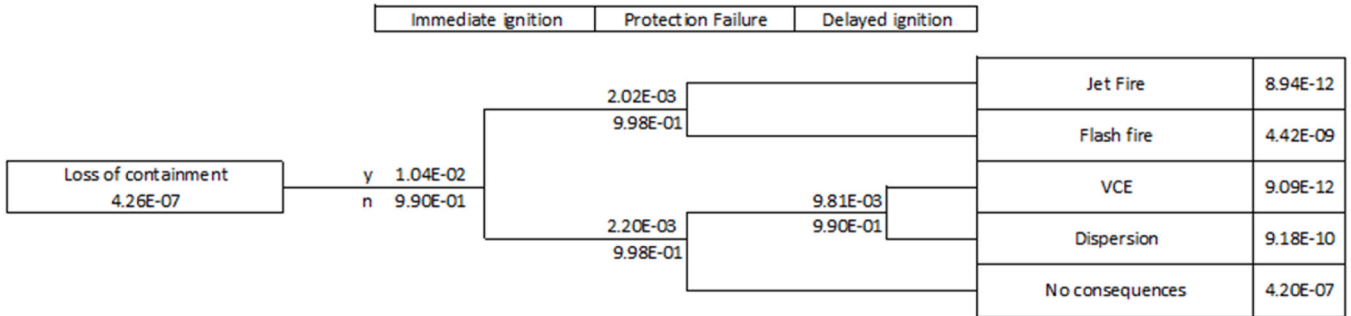 Immediate ignition Protection Failure Delayed ignition
Jet Fire 8.94E-12
2.02E-03
9.98E-01
Flash fire 4.42E-09
Loss of containment
4.26E-07
y 1.04E-02
n 9.90E-01
VCE 9.09E-12
9.81E-03
9.90E-01
2.20E-03
9.98E-01
Dispersion 9.18E-10
No consequences 4.20E-07